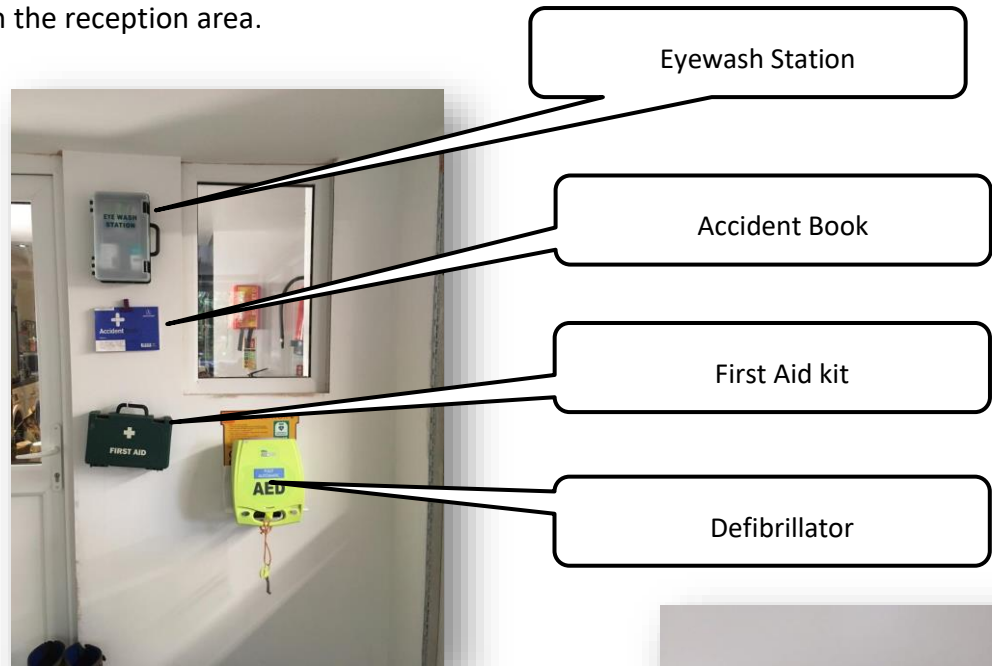 n the reception area.
Eyewash Station
EYE WASH
STATION
Accident Book
Accident
First Aid kit
FIRST AID
AED
Defibrillator